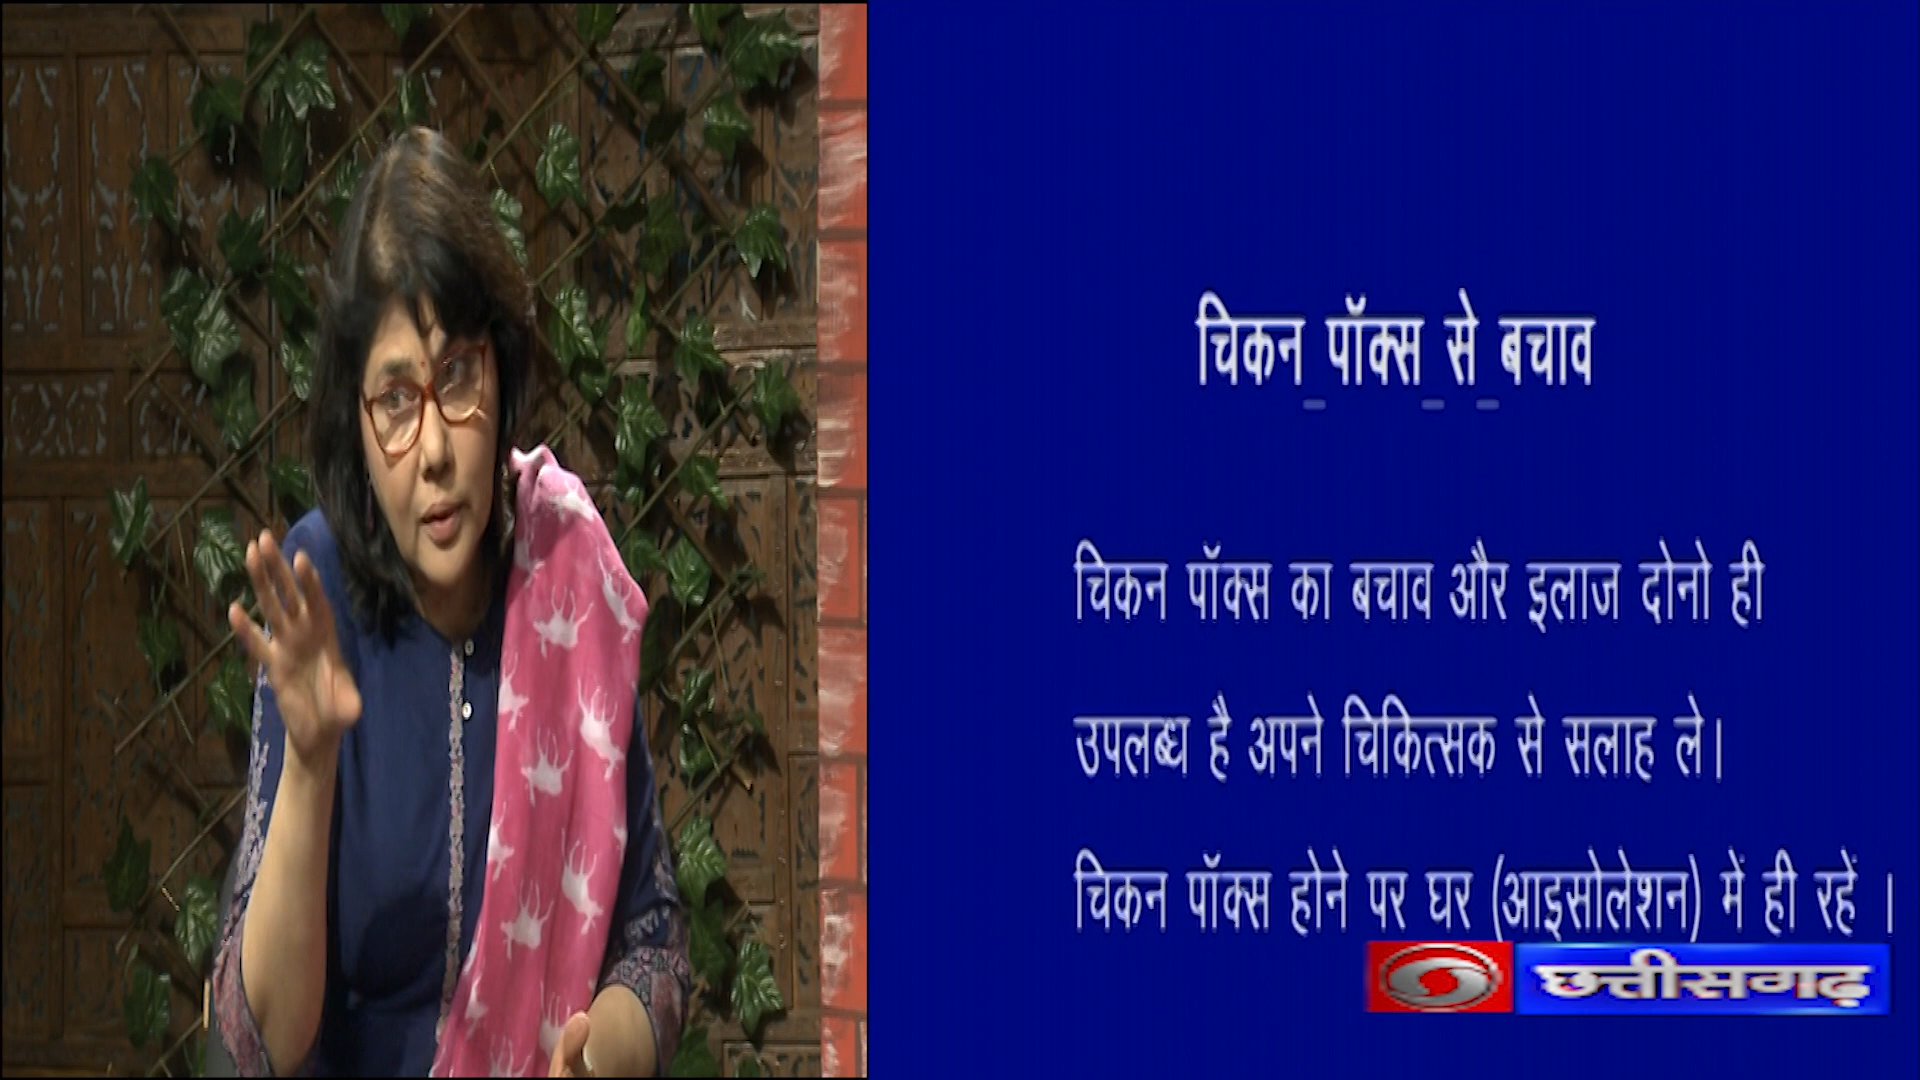 चिकन पॉक्स से बचाव
चिकन पॉक्स का बचाव और इलाज दोनो ही
उपलब्ध है अपने चिकित्सक से सलाह ले।
चिकन पॉक्स होने पर घर (आइसोलेशन) में ही रहें ।
छत्तीसगढ़